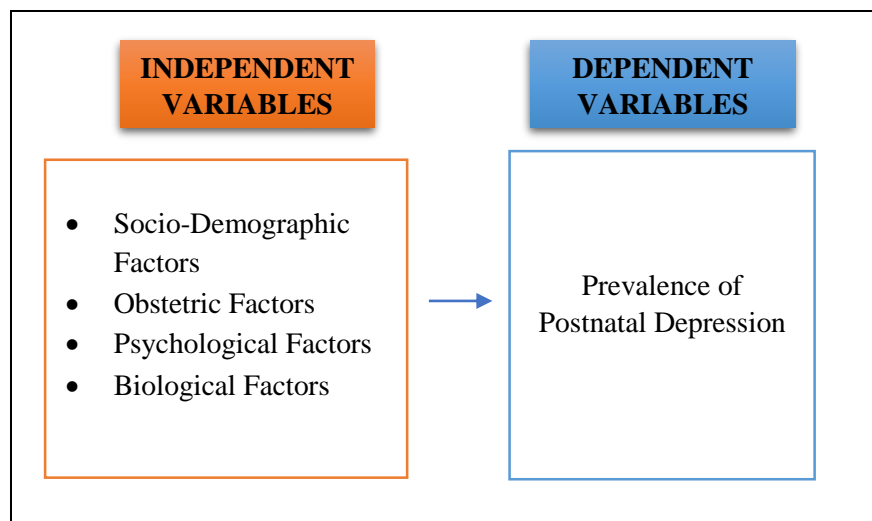 INDEPENDENT
VARIABLES
• Socio-Demographic
Factors
• Obstetric Factors
• Psychological Factors
• Biological Factors
DEPENDENT
VARIABLES
Prevalence of
Postnatal Depression